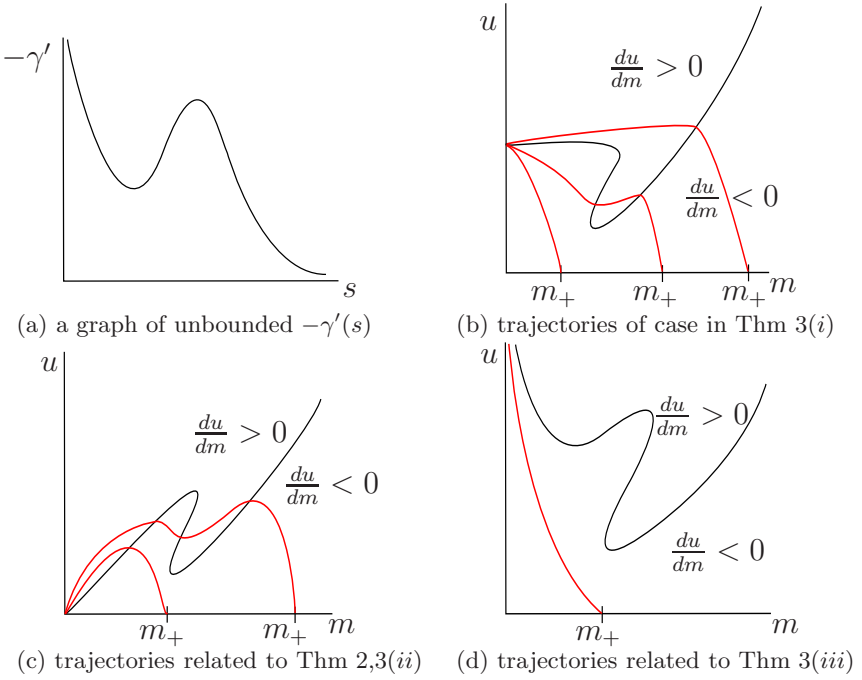 −γ′
s
(a) a graph of unbounded −γ′(s)
u
du/dm > 0
du/dm < 0
m₊ m₊ m₊ m
(b) trajectories of case in Thm 3(i)
u
du/dm > 0
du/dm < 0
m₊ m₊ m
(c) trajectories related to Thm 2,3(ii)
u
du/dm > 0
du/dm < 0
m₊ m
(d) trajectories related to Thm 3(iii)